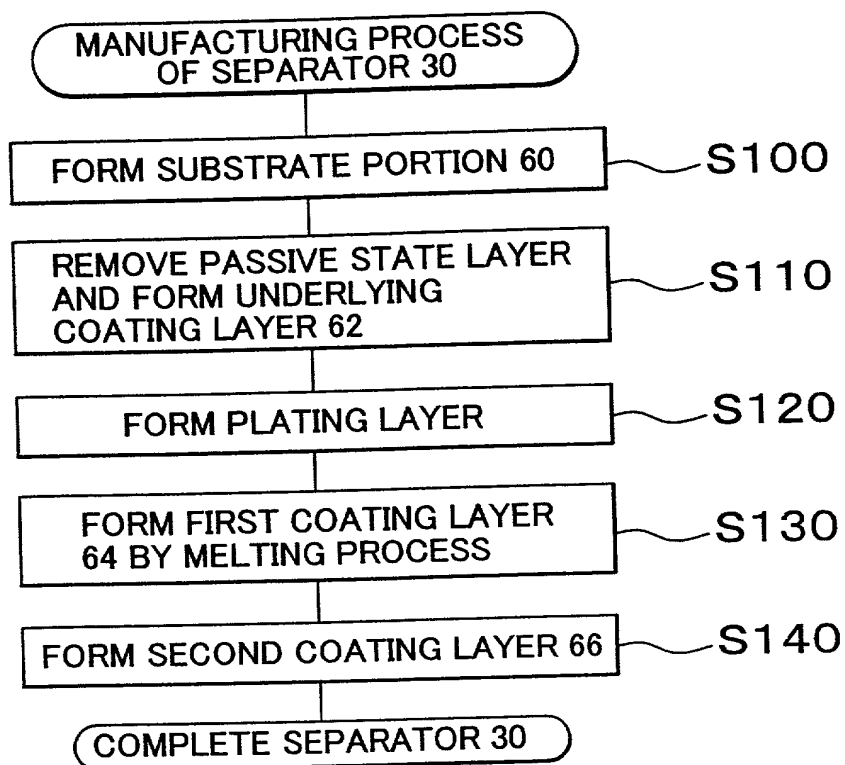 MANUFACTURING PROCESS
OF SEPARATOR 30
FORM SUBSTRATE PORTION 60
S100
REMOVE PASSIVE STATE LAYER
AND FORM UNDERLYING
COATING LAYER 62
S110
FORM PLATING LAYER
S120
FORM FIRST COATING LAYER
64 BY MELTING PROCESS
S130
FORM SECOND COATING LAYER 66
S140
COMPLETE SEPARATOR 30